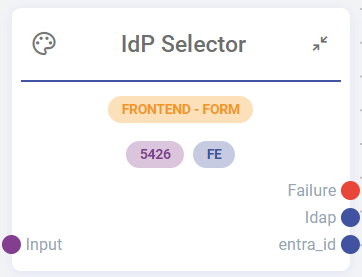 IdP Selector
FRONTEND - FORM
5426 FE
Failure
ldap
Input entra_id